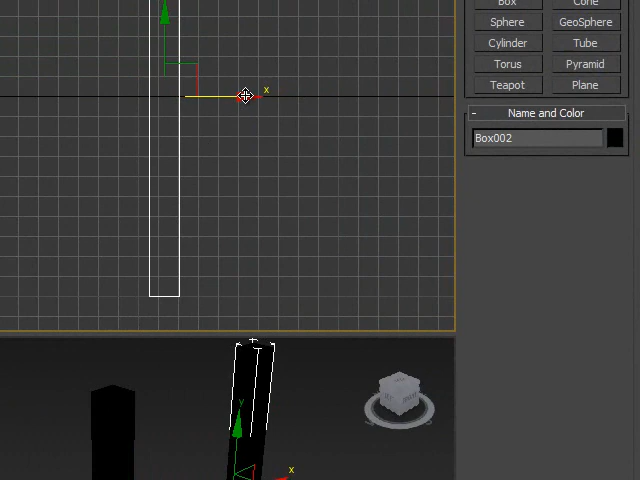 Box Cone
Sphere GeoSphere
Cylinder Tube
Torus Pyramid
Teapot Plane
- Name and Color
Box002
x
y
x